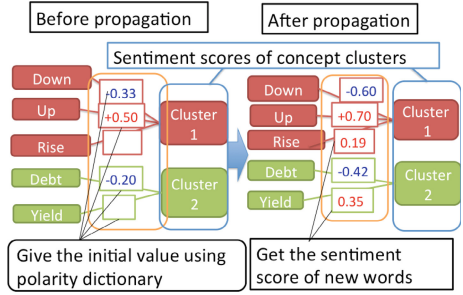 Before propagation
After propagation
Sentiment scores of concept clusters
Down
-0.33
Up
+0.50
Rise
Cluster
1
Debt
-0.20
Yield
Cluster
2
Down
-0.60
Up
+0.70
Rise
0.19
Cluster
1
Debt
-0.42
Yield
0.35
Cluster
2
Give the initial value using
polarity dictionary
Get the sentiment
score of new words